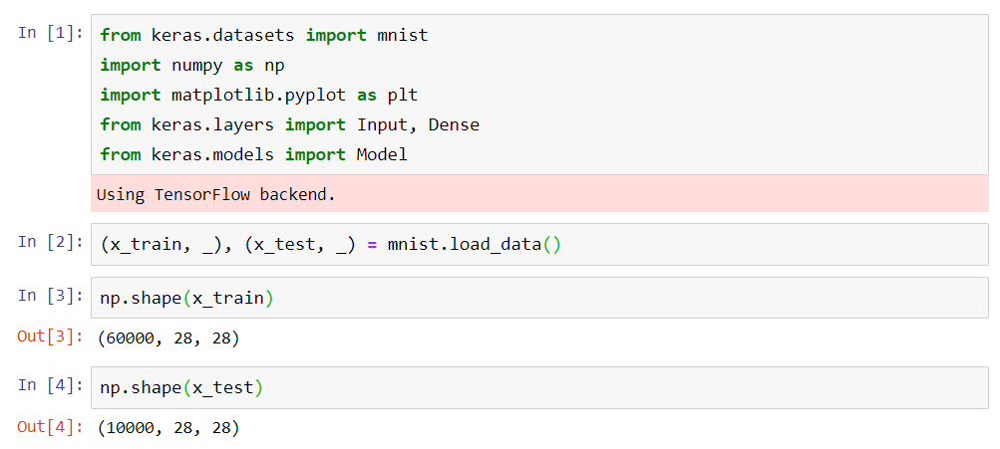 In [1]: from keras.datasets import mnist
import numpy as np
import matplotlib.pyplot as plt
from keras.layers import Input, Dense
from keras.models import Model
Using TensorFlow backend.
In [2]: (x_train, _), (x_test, _) = mnist.load_data()
In [3]: np.shape(x_train)
Out[3]: (60000, 28, 28)
In [4]: np.shape(x_test)
Out[4]: (10000, 28, 28)